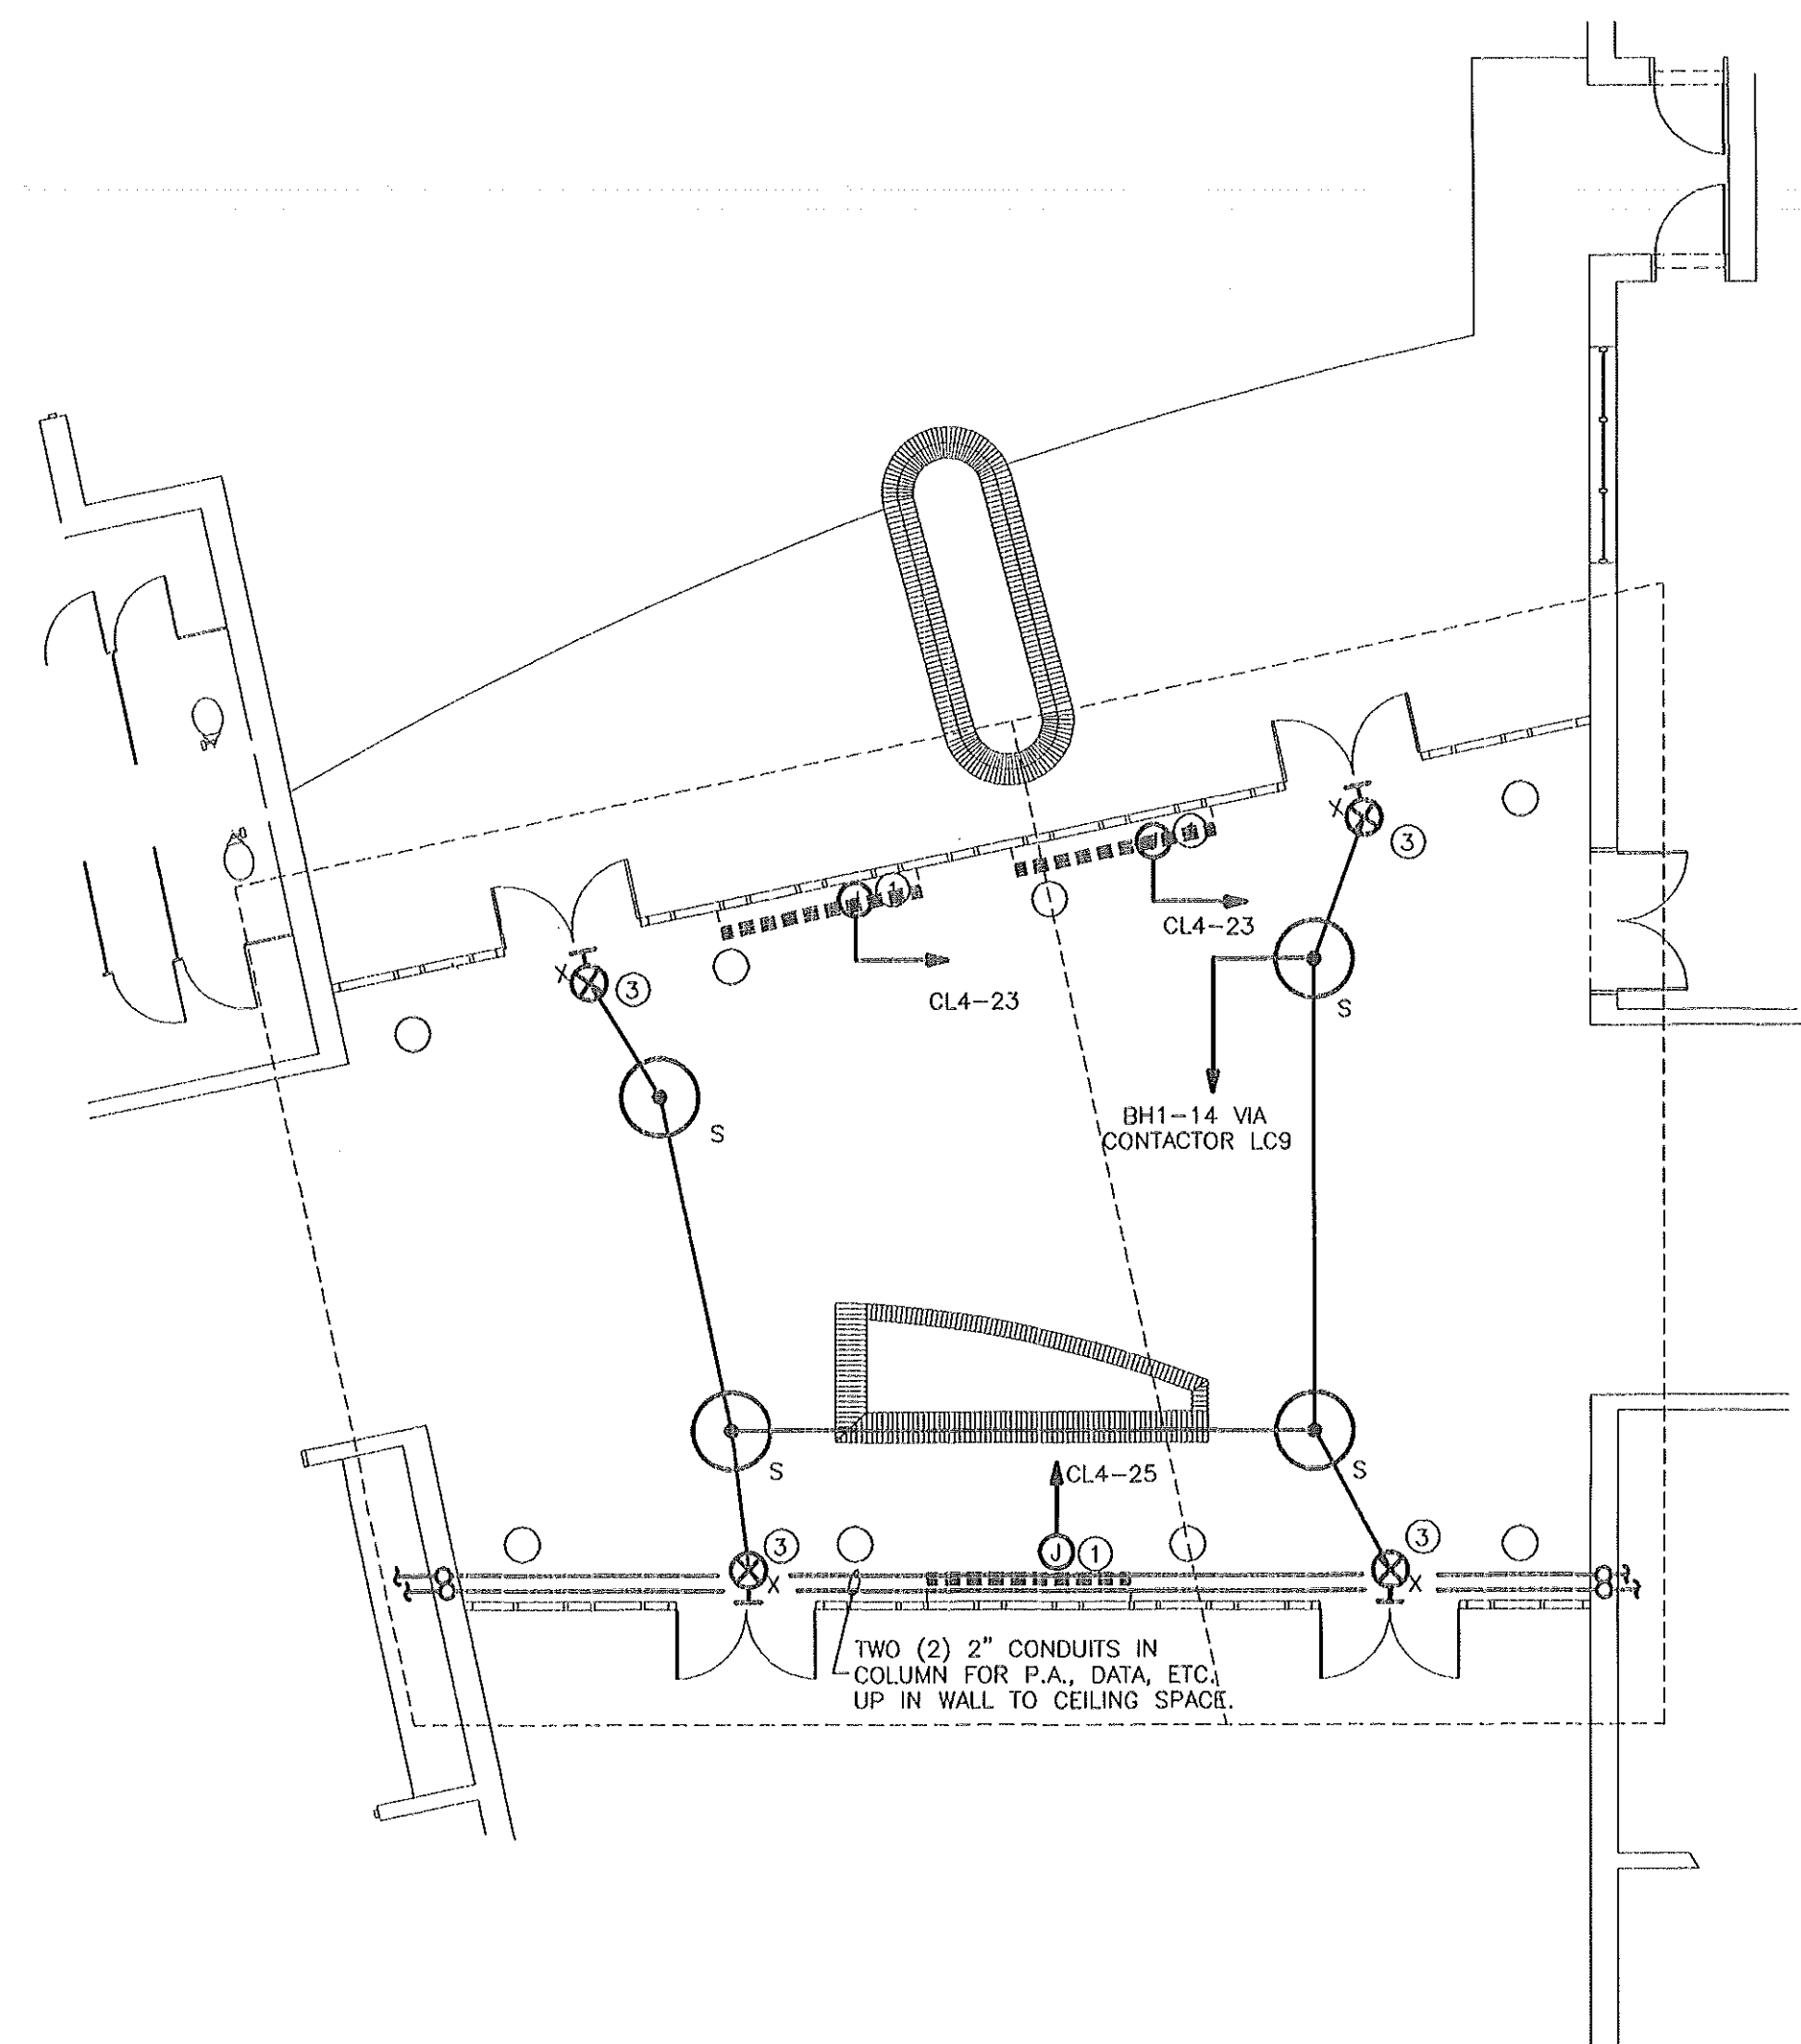 X
3
J 1
CL4-23
X
3
J 1
CL4-23
S
S
BH1-14 VIA
CONTACTOR LC9
S
S
CL4-25
3
X
J 1
3
X
TWO (2) 2" CONDUITS IN
COLUMN FOR P.A., DATA, ETC.
UP IN WALL TO CEILING SPACE.